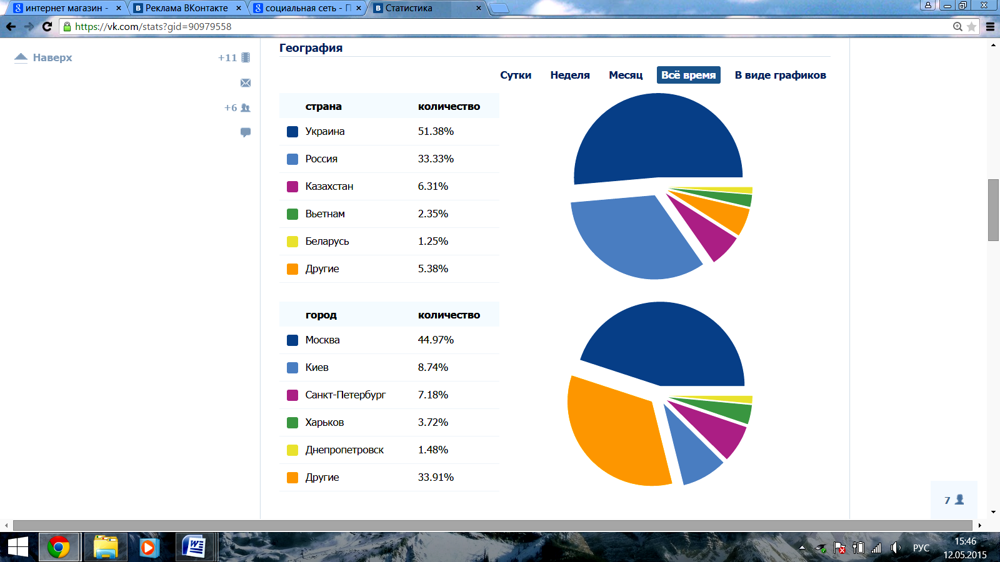 интернет магазин -
Реклама ВКонтакте
социальная сеть - П
Статистика
https://vk.com/stats?gid=90979558
Наверх
+11
+6
География
Сутки Неделя Месяц Всё время В виде графиков
страна количество
Украина 51.38%
Россия 33.33%
Казахстан 6.31%
Вьетнам 2.35%
Беларусь 1.25%
Другие 5.38%
город количество
Москва 44.97%
Киев 8.74%
Санкт-Петербург 7.18%
Харьков 3.72%
Днепропетровск 1.48%
Другие 33.91%
7
РУС
15:46
12.05.2015